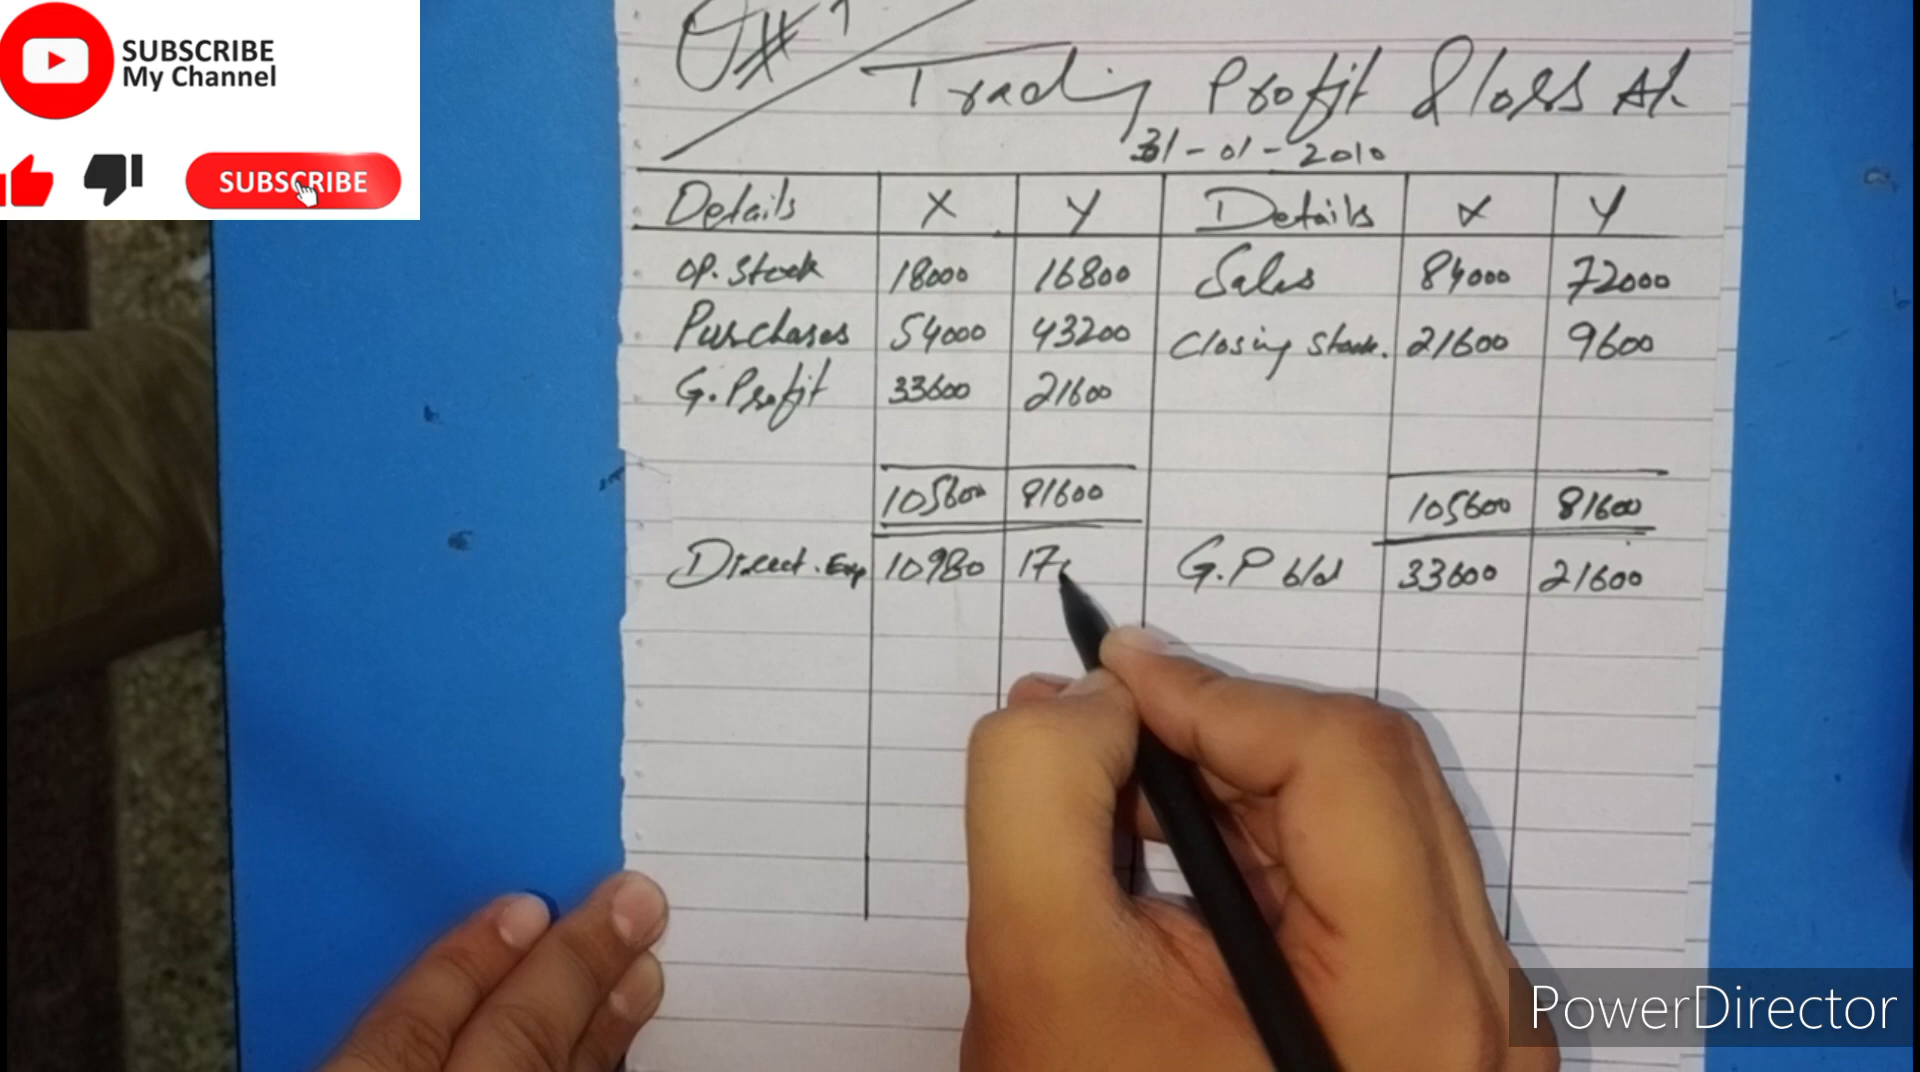 SUBSCRIBE
My Channel
SUBSCRIBE
Q# 1
Trading Profit & loss A/c
31-01-2010
Details X Y Details X Y
OP. Stock 18000 16800 Sales 84000 72000
Purchases 54000 43200 Closing Stock. 21600 9600
G. Profit 33600 21600
105600 81600 105600 81600
Direct. Exp 10980 17 G.P b/d 33600 21600
PowerDirector